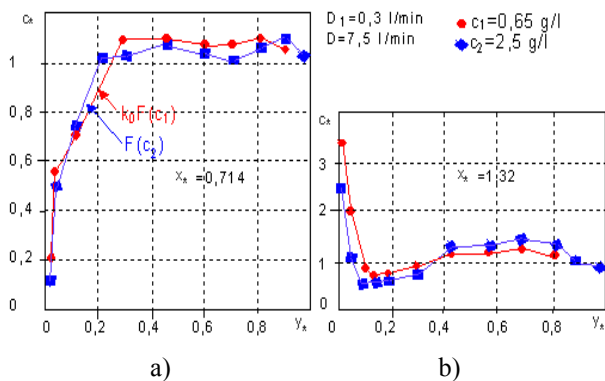 c*
D1=0,3 l/min
D=7,5 l/min
c1=0,65 g/l
c2=2,5 g/l
1
0,8
0,6
0,4
0,2
0
k0F(c1)
F(c2)
x*=0,714
0 0,2 0,4 0,6 0,8 y*
a)
c*
3
2
1
0
x*=1,32
0 0,2 0,4 0,6 0,8 y*
b)